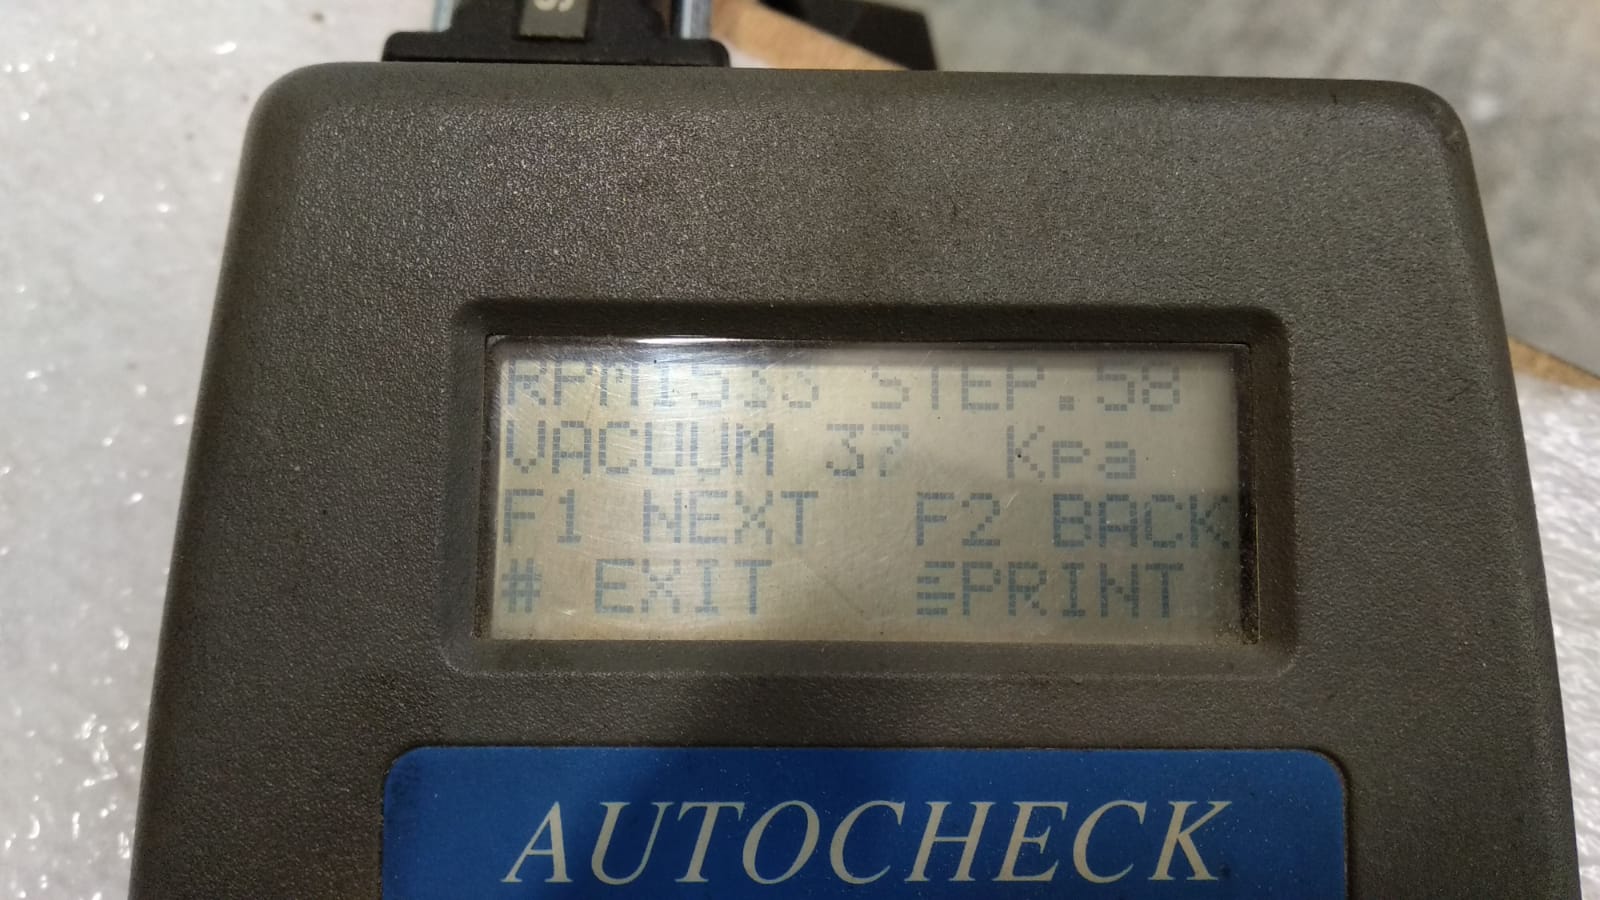 RPM1533 STEP.58
VACUUM 37 Kpa
F1 NEXT F2 BACK
# EXIT ≡PRINT
AUTOCHECK